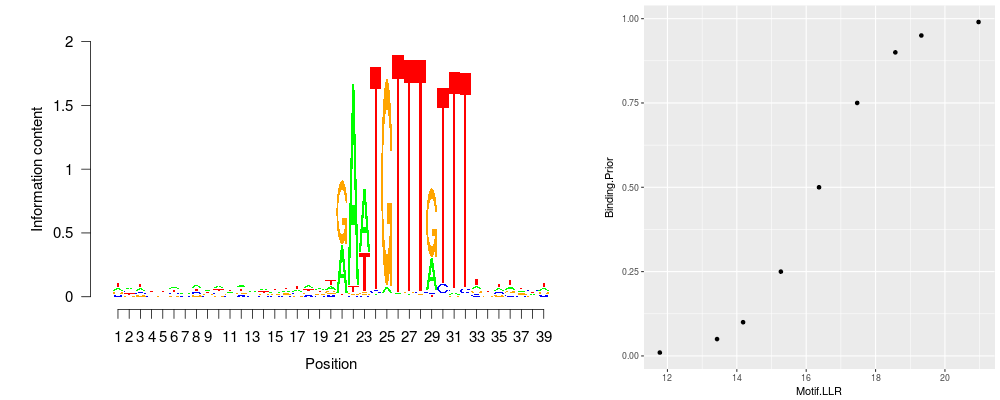 2
1.5
1
0.5
0
Information content
1 2 3 4 5 6 7 8 9 11 13 15 17 19 21 23 25 27 29 31 33 35 37 39
Position
G
A
A
T
A
T
T
G
T
T
T
G
A
T
T
T
C
1.00
0.75
0.50
0.25
0.00
Binding.Prior
12 14 16 18 20
Motif.LLR